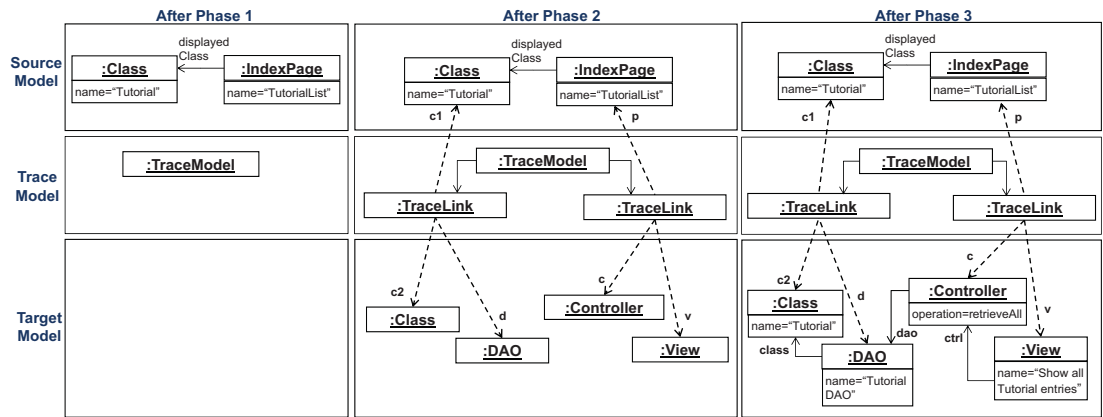 After Phase 1
After Phase 2
After Phase 3
Source
Model
displayed
Class
:Class
name="Tutorial"
:IndexPage
name="TutorialList"
displayed
Class
:Class
name="Tutorial"
:IndexPage
name="TutorialList"
c1
p
displayed
Class
:Class
name="Tutorial"
:IndexPage
name="TutorialList"
c1
p
Trace
Model
:TraceModel
:TraceModel
:TraceLink
:TraceLink
:TraceModel
:TraceLink
:TraceLink
Target
Model
c2
d
c
v
:Class
:DAO
:Controller
:View
c2
d
c
v
:Class
name="Tutorial"
class
:DAO
name="Tutorial
DAO"
dao
:Controller
operation=retrieveAll
ctrl
:View
name="Show all
Tutorial entries"